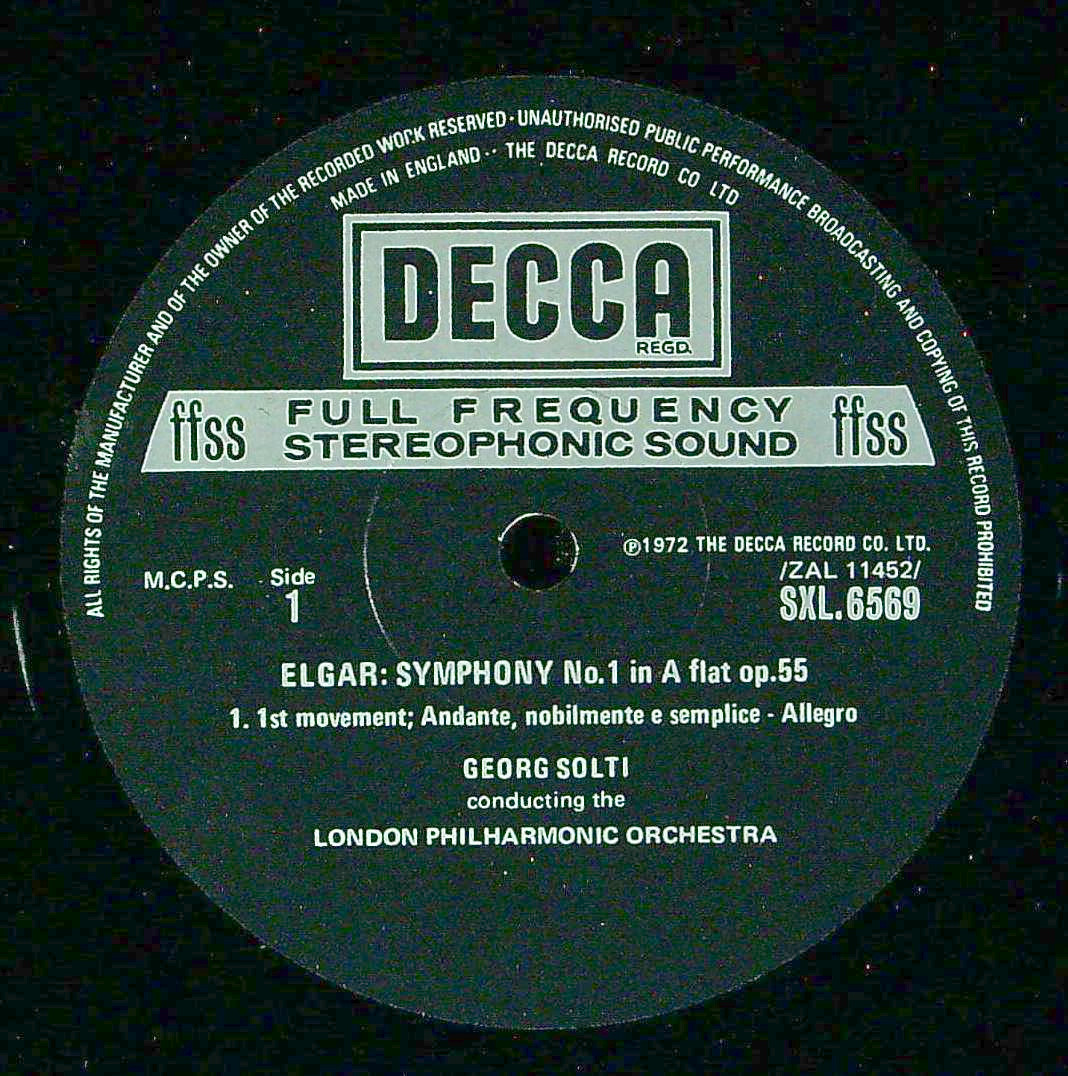 ALL RIGHTS OF THE MANUFACTURER AND OF THE OWNER OF THE RECORDED WORK RESERVED · UNAUTHORISED PUBLIC PERFORMANCE BROADCASTING AND COPYING OF THIS RECORD PROHIBITED
MADE IN ENGLAND ·· THE DECCA RECORD CO LTD
DECCA
REGD.
ffss FULL FREQUENCY ffss
STEREOPHONIC SOUND
℗1972 THE DECCA RECORD CO. LTD.
M.C.P.S. Side /ZAL 11452/
1 SXL.6569
ELGAR: SYMPHONY No.1 in A flat op.55
1. 1st movement; Andante, nobilmente e semplice - Allegro
GEORG SOLTI
conducting the
LONDON PHILHARMONIC ORCHESTRA